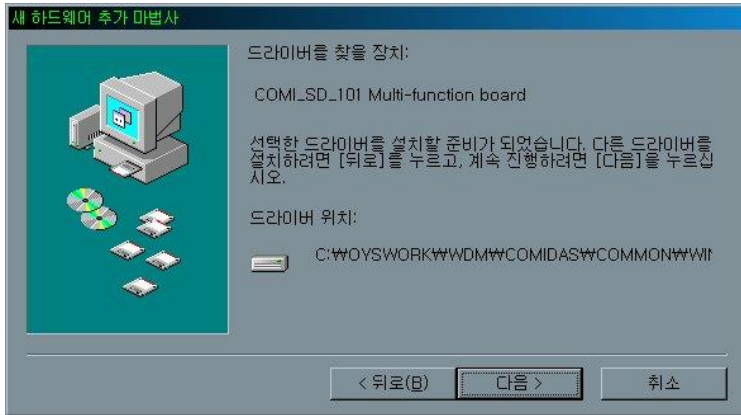 새 하드웨어 추가 마법사
드라이버를 찾을 장치:
COMI_SD_101 Multi-function board
선택한 드라이버를 설치할 준비가 되었습니다. 다른 드라이버를
설치하려면 [뒤로]를 누르고, 계속 진행하려면 [다음]을 누르십
시오.
드라이버 위치:
C:₩OYSWORK₩WDM₩COMIDAS₩COMMON₩WIN
< 뒤로(B)
다음 >
취소